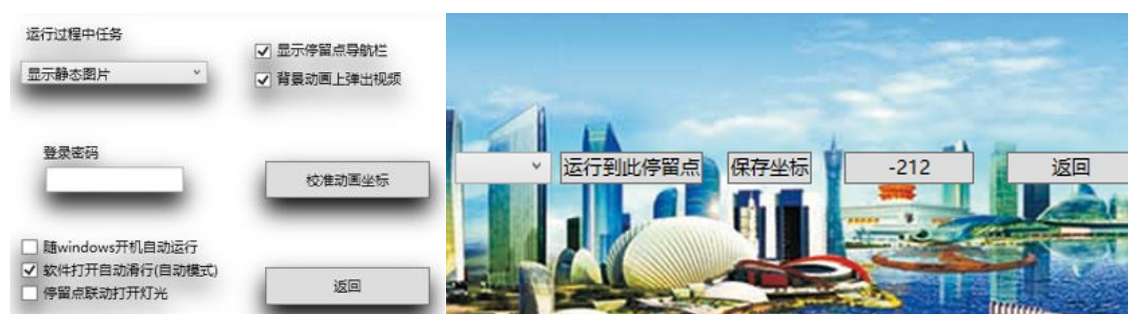 运行过程中任务
显示静态图片
显示停留点导航栏
背景动画上弹出视频
登录密码
校准动画坐标
随windows开机自动运行
软件打开自动滑行(自动模式)
停留点联动打开灯光
返回
运行到此停留点 保存坐标 -212 返回